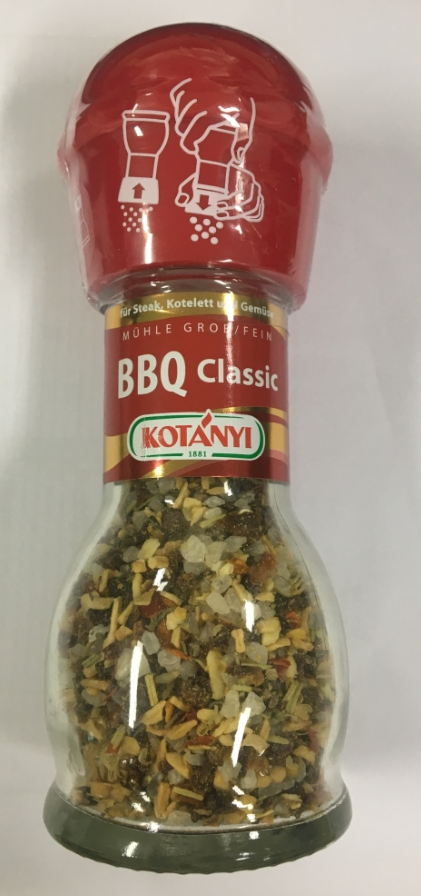 für Steak, Kotelett und Gemüse
MÜHLE GROB/FEIN
BBQ Classic
KOTÁNYI
1881